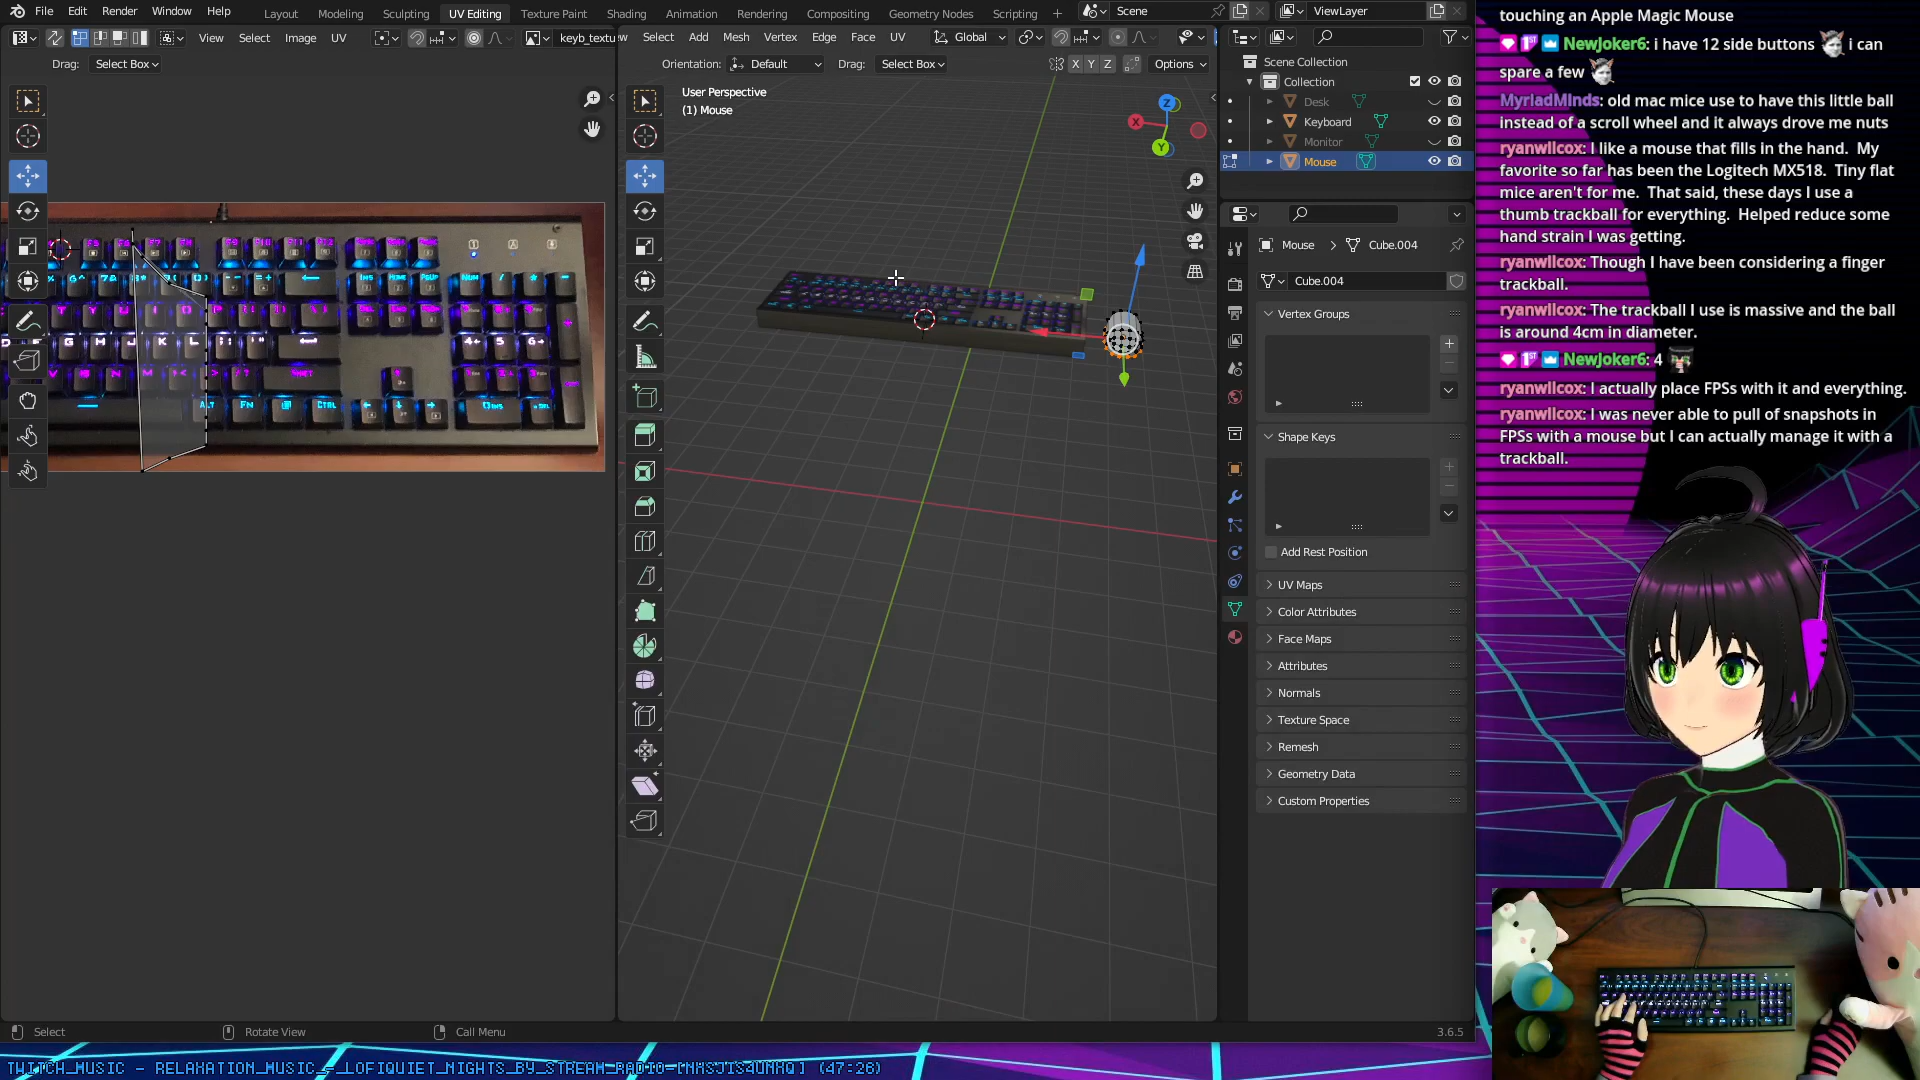 File Edit Render Window Help Layout Modeling Sculpting UV Editing Texture Paint Shading Animation Rendering Compositing Geometry Nodes Scripting + Scene ViewLayer
View Select Image UV keyb_textu
Select Add Mesh Vertex Edge Face UV Global
Drag: Select Box
Orientation: Default Drag: Select Box X Y Z Options
User Perspective
(1) Mouse
Z
X
Y
Scene Collection
Collection
Desk
Keyboard
Monitor
Mouse
Mouse > Cube.004
Cube.004
Vertex Groups
Shape Keys
Add Rest Position
UV Maps
Color Attributes
Face Maps
Attributes
Normals
Texture Space
Remesh
Geometry Data
Custom Properties
Select Rotate View Call Menu 3.6.5
TWITCH_MUSIC - RELAXATION_MUSIC_-_LOFIQUIET_NIGHTS_BY_STREAM_RADIO
(47:26)
touching an Apple Magic Mouse
NewJoker6: i have 12 side buttons i can
spare a few
MyriadMinds: old mac mice use to have this little ball
instead of a scroll wheel and it always drove me nuts
ryanwilcox: I like a mouse that fills in the hand. My
favorite so far has been the Logitech MX518. Tiny flat
mice aren't for me. That said, these days I use a
thumb trackball for everything. Helped reduce some
hand strain I was getting.
ryanwilcox: Though I have been considering a finger
trackball.
ryanwilcox: The trackball I use is massive and the ball
is around 4cm in diameter.
NewJoker6: 4
ryanwilcox: I actually place FPSs with it and everything.
ryanwilcox: I was never able to pull of snapshots in
FPSs with a mouse but I can actually manage it with a
trackball.